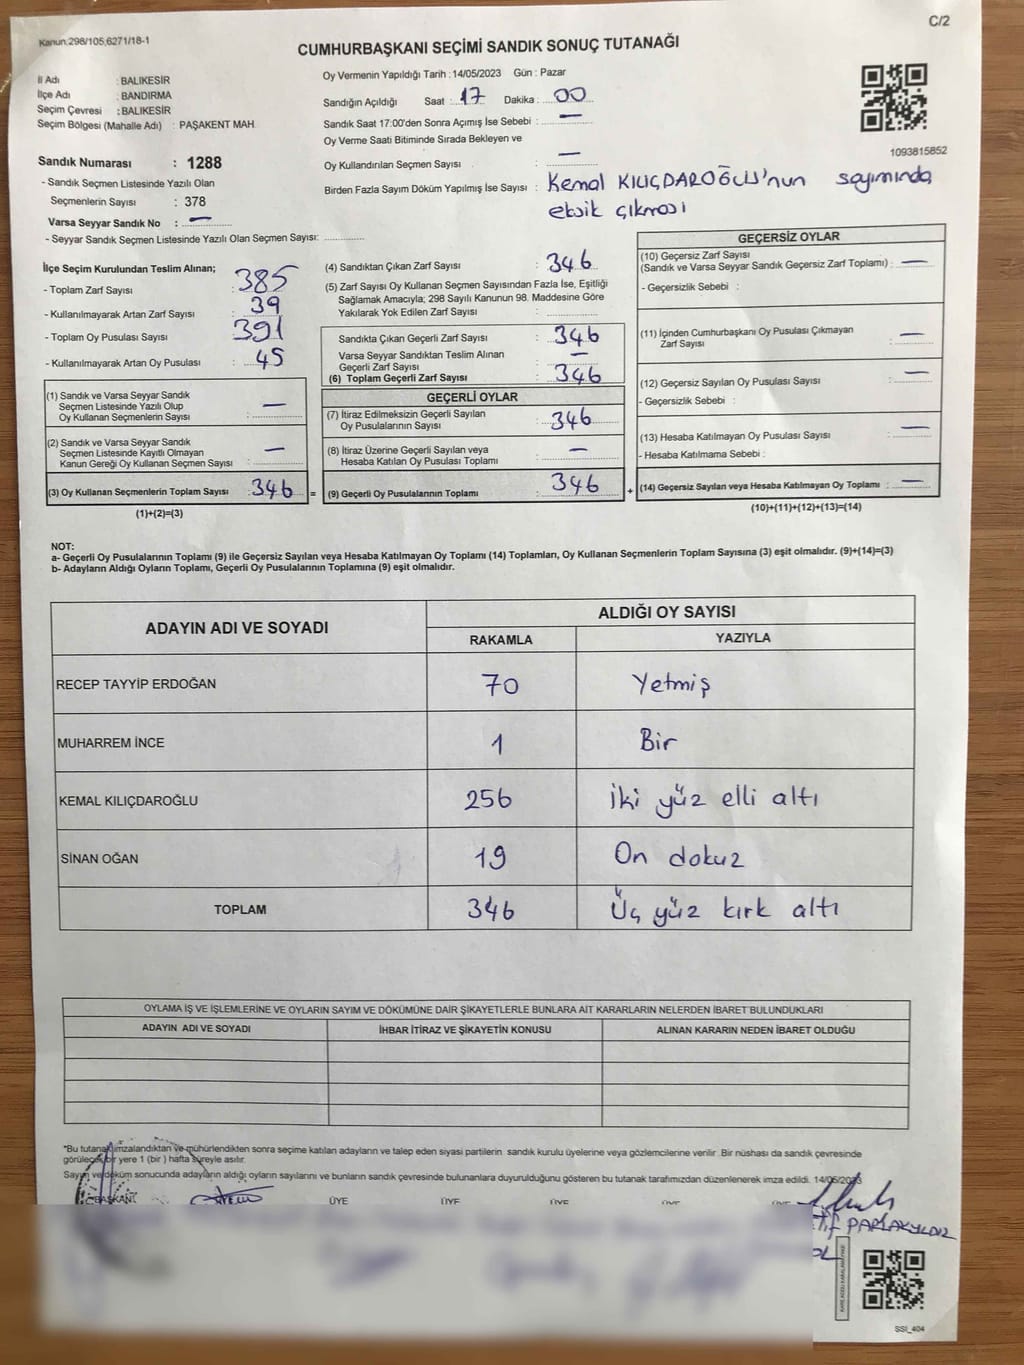 Kanun:298/105,6271/18-1
C/2
CUMHURBAŞKANI SEÇİMİ SANDIK SONUÇ TUTANAĞI
İl Adı : BALIKESİR
İlçe Adı : BANDIRMA
Seçim Çevresi : BALIKESİR
Seçim Bölgesi (Mahalle Adı) : PAŞAKENT MAH.
Sandık Numarası : 1288
- Sandık Seçmen Listesinde Yazılı Olan
Seçmenlerin Sayısı : 378
Varsa Seyyar Sandık No : —
- Seyyar Sandık Seçmen Listesinde Yazılı Olan Seçmen Sayısı:
Oy Vermenin Yapıldığı Tarih : 14/05/2023 Gün : Pazar
Sandığın Açıldığı Saat : 17 Dakika : 00
Sandık Saat 17:00'den Sonra Açımış İse Sebebi : —
Oy Verme Saati Bitiminde Sırada Bekleyen ve
Oy Kullandırılan Seçmen Sayısı : —
Birden Fazla Sayım Döküm Yapılmış İse Sayısı : Kemal KILIÇDAROĞLU'nun sayımında
eksik çıkması
1093815852
İlçe Seçim Kurulundan Teslim Alınan;
- Toplam Zarf Sayısı : 385
- Kullanılmayarak Artan Zarf Sayısı : 39
- Toplam Oy Pusulası Sayısı : 391
- Kullanılmayarak Artan Oy Pusulası : 45
(1) Sandık ve Varsa Seyyar Sandık
Seçmen Listesinde Yazılı Olup
Oy Kullanan Seçmenlerin Sayısı : —
(2) Sandık ve Varsa Seyyar Sandık
Seçmen Listesinde Kayıtlı Olmayan
Kanun Gereği Oy Kullanan Seçmen Sayısı : —
(3) Oy Kullanan Seçmenlerin Toplam Sayısı : 346 =
(1)+(2)=(3)
(4) Sandıktan Çıkan Zarf Sayısı : 346
(5) Zarf Sayısı Oy Kullanan Seçmen Sayısından Fazla İse, Eşitliği
Sağlamak Amacıyla; 298 Sayılı Kanunun 98. Maddesine Göre
Yakılarak Yok Edilen Zarf Sayısı :
Sandıkta Çıkan Geçerli Zarf Sayısı : 346
Varsa Seyyar Sandıktan Teslim Alınan
Geçerli Zarf Sayısı : —
(6) Toplam Geçerli Zarf Sayısı : 346
GEÇERLİ OYLAR
(7) İtiraz Edilmeksizin Geçerli Sayılan
Oy Pusulalarının Sayısı : 346
(8) İtiraz Üzerine Geçerli Sayılan veya
Hesaba Katılan Oy Pusulası Toplamı : —
(9) Geçerli Oy Pusulalarının Toplamı : 346 +
GEÇERSİZ OYLAR
(10) Geçersiz Zarf Sayısı
(Sandık ve Varsa Seyyar Sandık Geçersiz Zarf Toplamı) : —
- Geçersizlik Sebebi :
(11) İçinden Cumhurbaşkanı Oy Pusulası Çıkmayan
Zarf Sayısı : —
(12) Geçersiz Sayılan Oy Pusulası Sayısı : —
- Geçersizlik Sebebi :
(13) Hesaba Katılmayan Oy Pusulası Sayısı : —
- Hesaba Katılmama Sebebi :
(14) Geçersiz Sayılan veya Hesaba Katılmayan Oy Toplamı : —
(10)+(11)+(12)+(13)=(14)
NOT:
a- Geçerli Oy Pusulalarının Toplamı (9) ile Geçersiz Sayılan veya Hesaba Katılmayan Oy Toplamı (14) Toplamları, Oy Kullanan Seçmenlerin Toplam Sayısına (3) eşit olmalıdır. (9)+(14)=(3)
b- Adayların Aldığı Oyların Toplamı, Geçerli Oy Pusulalarının Toplamına (9) eşit olmalıdır.
ADAYIN ADI VE SOYADI
ALDIĞI OY SAYISI
RAKAMLA YAZIYLA
RECEP TAYYİP ERDOĞAN 70 Yetmiş
MUHARREM İNCE 1 Bir
KEMAL KILIÇDAROĞLU 256 İki yüz elli altı
SİNAN OĞAN 19 On dokuz
TOPLAM 346 Üç yüz kırk altı
OYLAMA İŞ VE İŞLEMLERİNE VE OYLARIN SAYIM VE DÖKÜMÜNE DAİR ŞİKAYETLERLE BUNLARA AİT KARARLARIN NELERDEN İBARET BULUNDUKLARI
ADAYIN ADI VE SOYADI İHBAR İTİRAZ VE ŞİKAYETİN KONUSU ALINAN KARARIN NEDEN İBARET OLDUĞU
*Bu tutanak imzalandıktan ve mühürlendikten sonra seçime katılan adayların ve talep eden siyasi partilerin sandık kurulu üyelerine veya gözlemcilerine verilir. Bir nüshası da sandık çevresinde
görülecek bir yere 1 (bir ) hafta süreyle asılır.
Sayım ve döküm sonucunda adayların aldığı oyların sayılarını ve bunların sandık çevresinde bulunanlara duyurulduğunu gösteren bu tutanak tarafımızdan düzenlenerek imza edildi. 14/05/2023
BAŞKAN ÜYE ÜYE ÜYE ÜYE
PARLAKYILDIZ
SSI_404